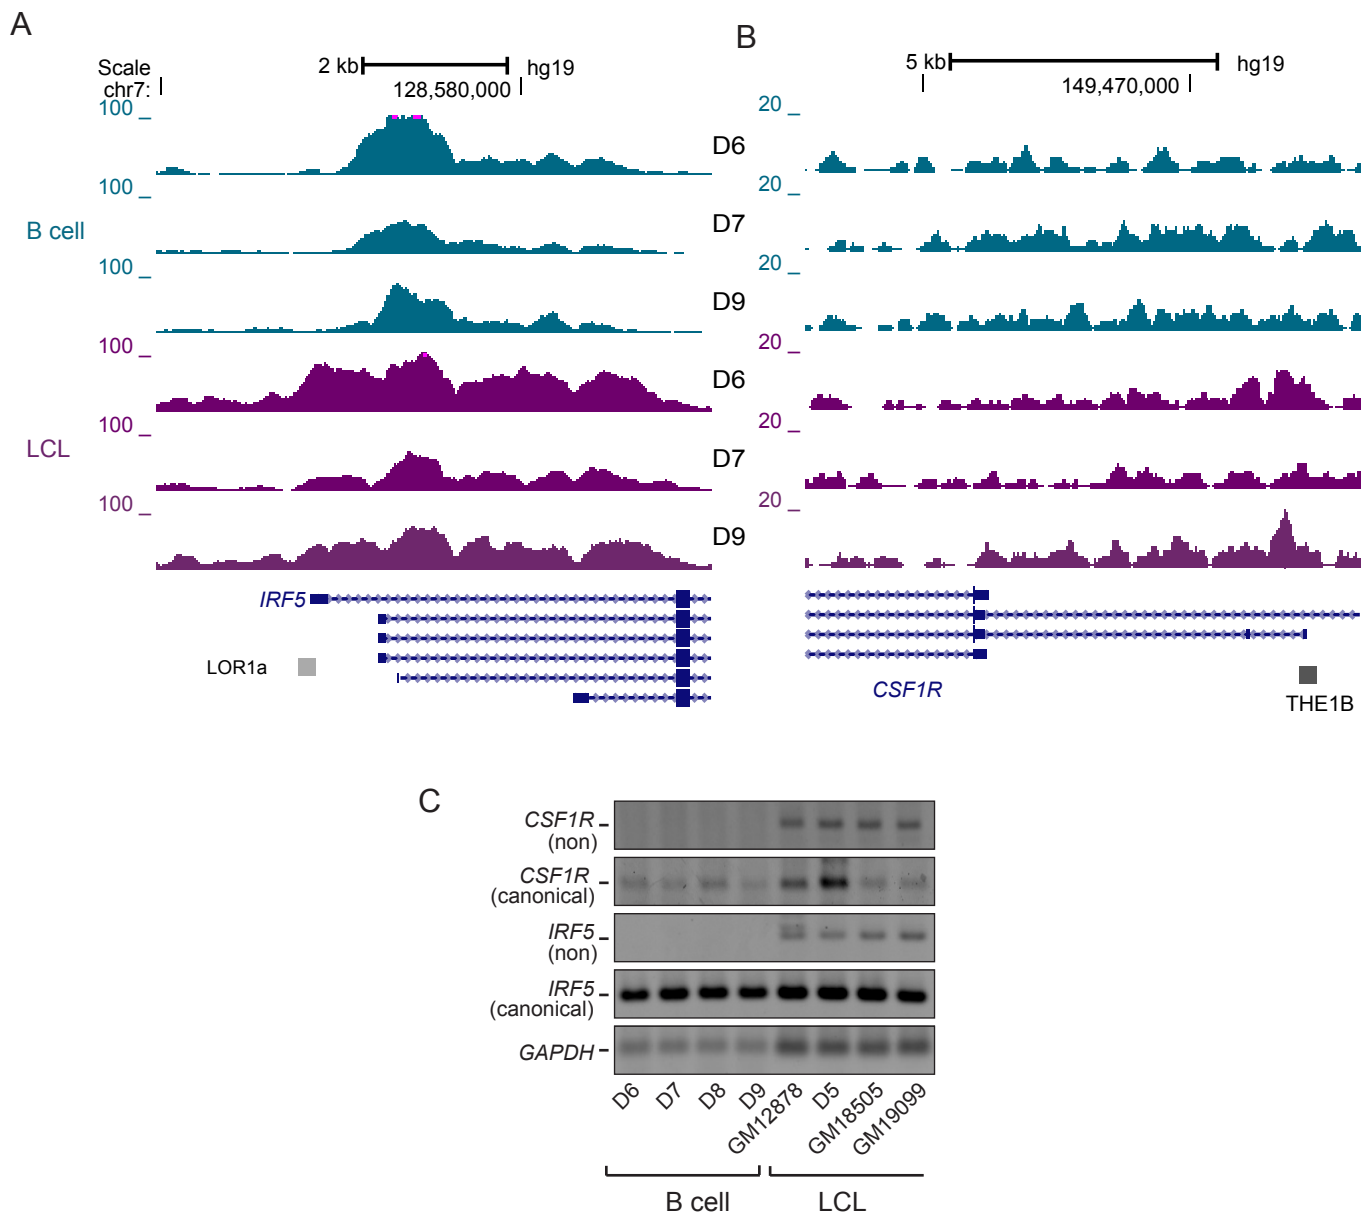 A
Scale
2 kb
hg19
chr7:
128,580,000
100
D6
100
B cell
D7
100
D9
100
D6
100
LCL
D7
100
D9
IRF5
LOR1a
B
5 kb
hg19
149,470,000
20
20
20
20
20
20
CSF1R
THE1B
C
CSF1R
(non)
CSF1R
(canonical)
IRF5
(non)
IRF5
(canonical)
GAPDH
D6
D7
D8
D9
GM12878
D5
GM18505
GM19099
B cell
LCL